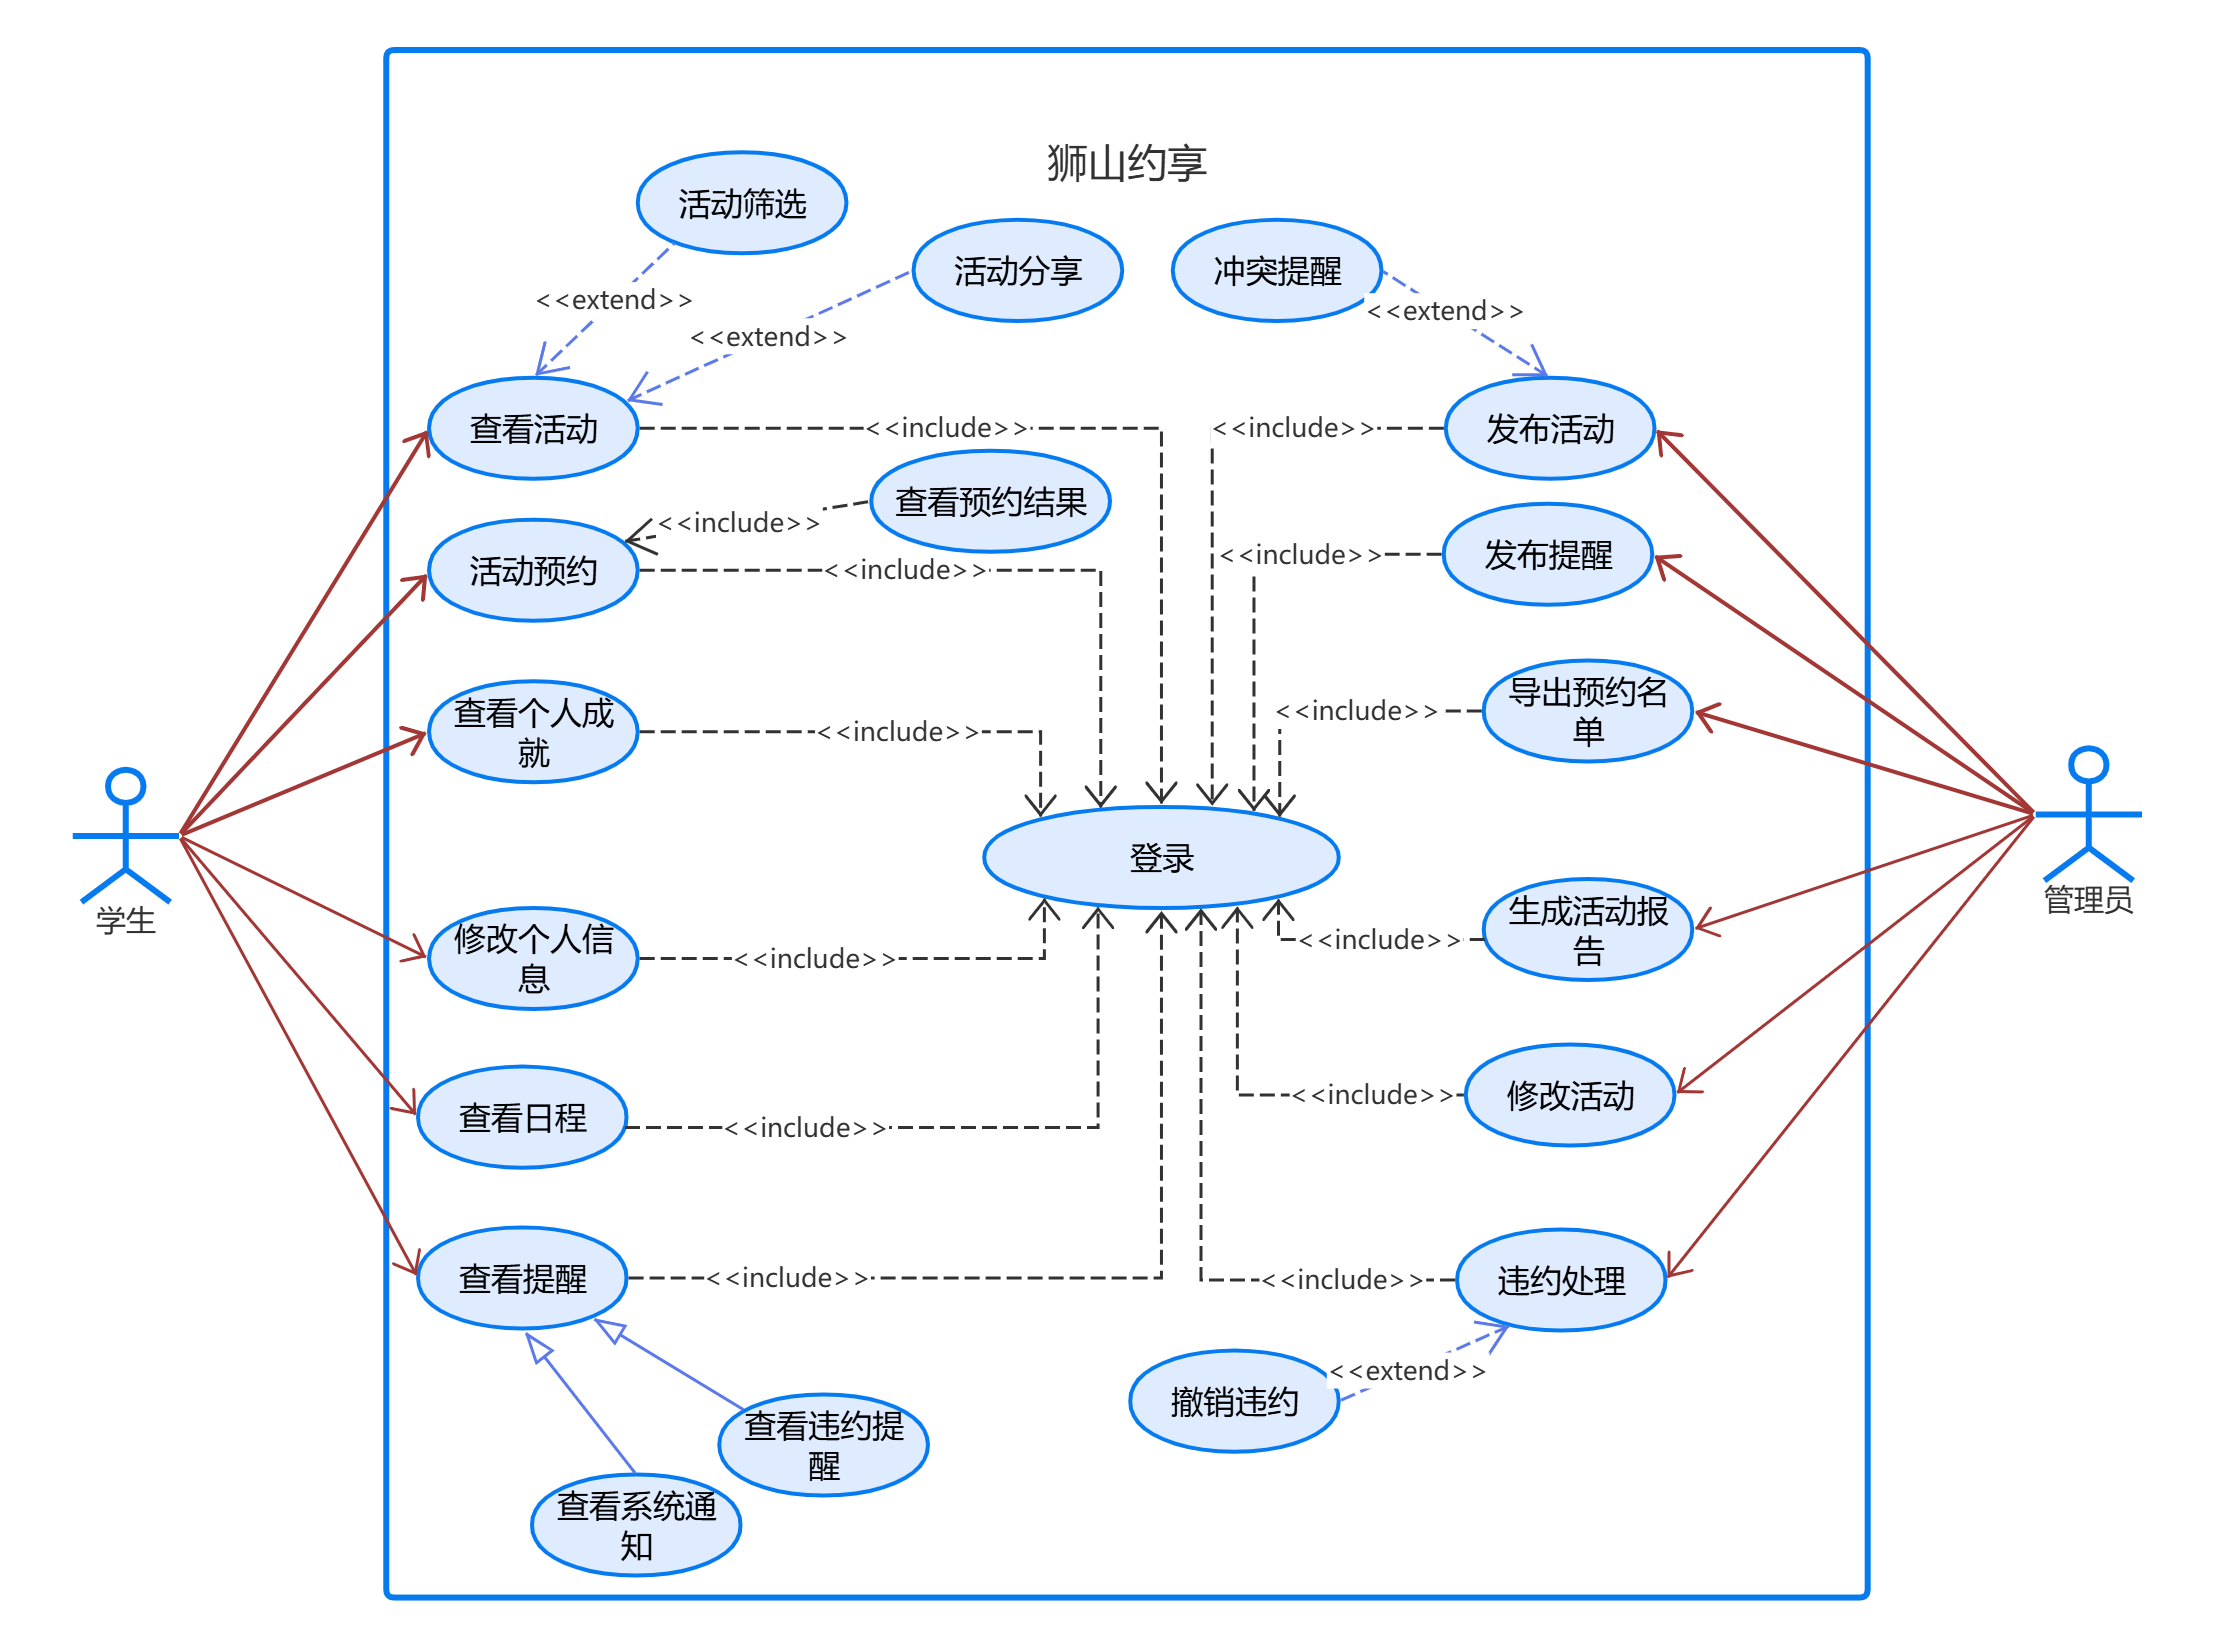 狮山约享
活动筛选
活动分享
冲突提醒
<<extend>>
<<extend>>
<<extend>>
查看活动
<<include>>
<<include>>
发布活动
查看预约结果
<<include>>
活动预约
<<include>>
<<include>>
发布提醒
查看个人成
就
<<include>>
<<include>>
导出预约名
单
登录
学生
管理员
修改个人信
息
<<include>>
<<include>>
生成活动报
告
查看日程
<<include>>
<<include>>
修改活动
查看提醒
<<include>>
<<include>>
违约处理
<<extend>>
撤销违约
查看违约提
醒
查看系统通
知